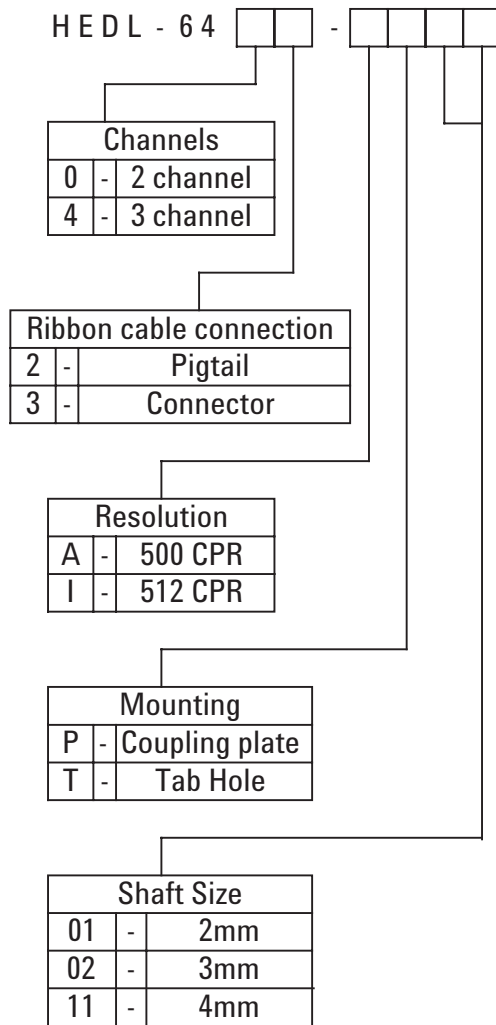 HEDL - 64 -
Channels
0 - 2 channel
4 - 3 channel
Ribbon cable connection
2 - Pigtail
3 - Connector
Resolution
A - 500 CPR
I - 512 CPR
Mounting
P - Coupling plate
T - Tab Hole
Shaft Size
01 - 2mm
02 - 3mm
11 - 4mm